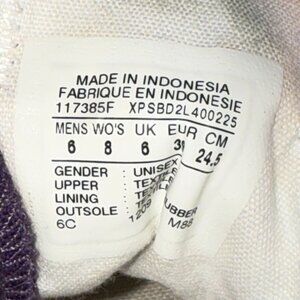 MADE IN INDONESIA
FABRIQUE EN INDONESIE
117385F XPSBD2L400225
MENS WO'S UK EUR CM
6 8 6 24.5
GENDER : UNISEX
UPPER :
LINING :
OUTSOLE :
6C M88